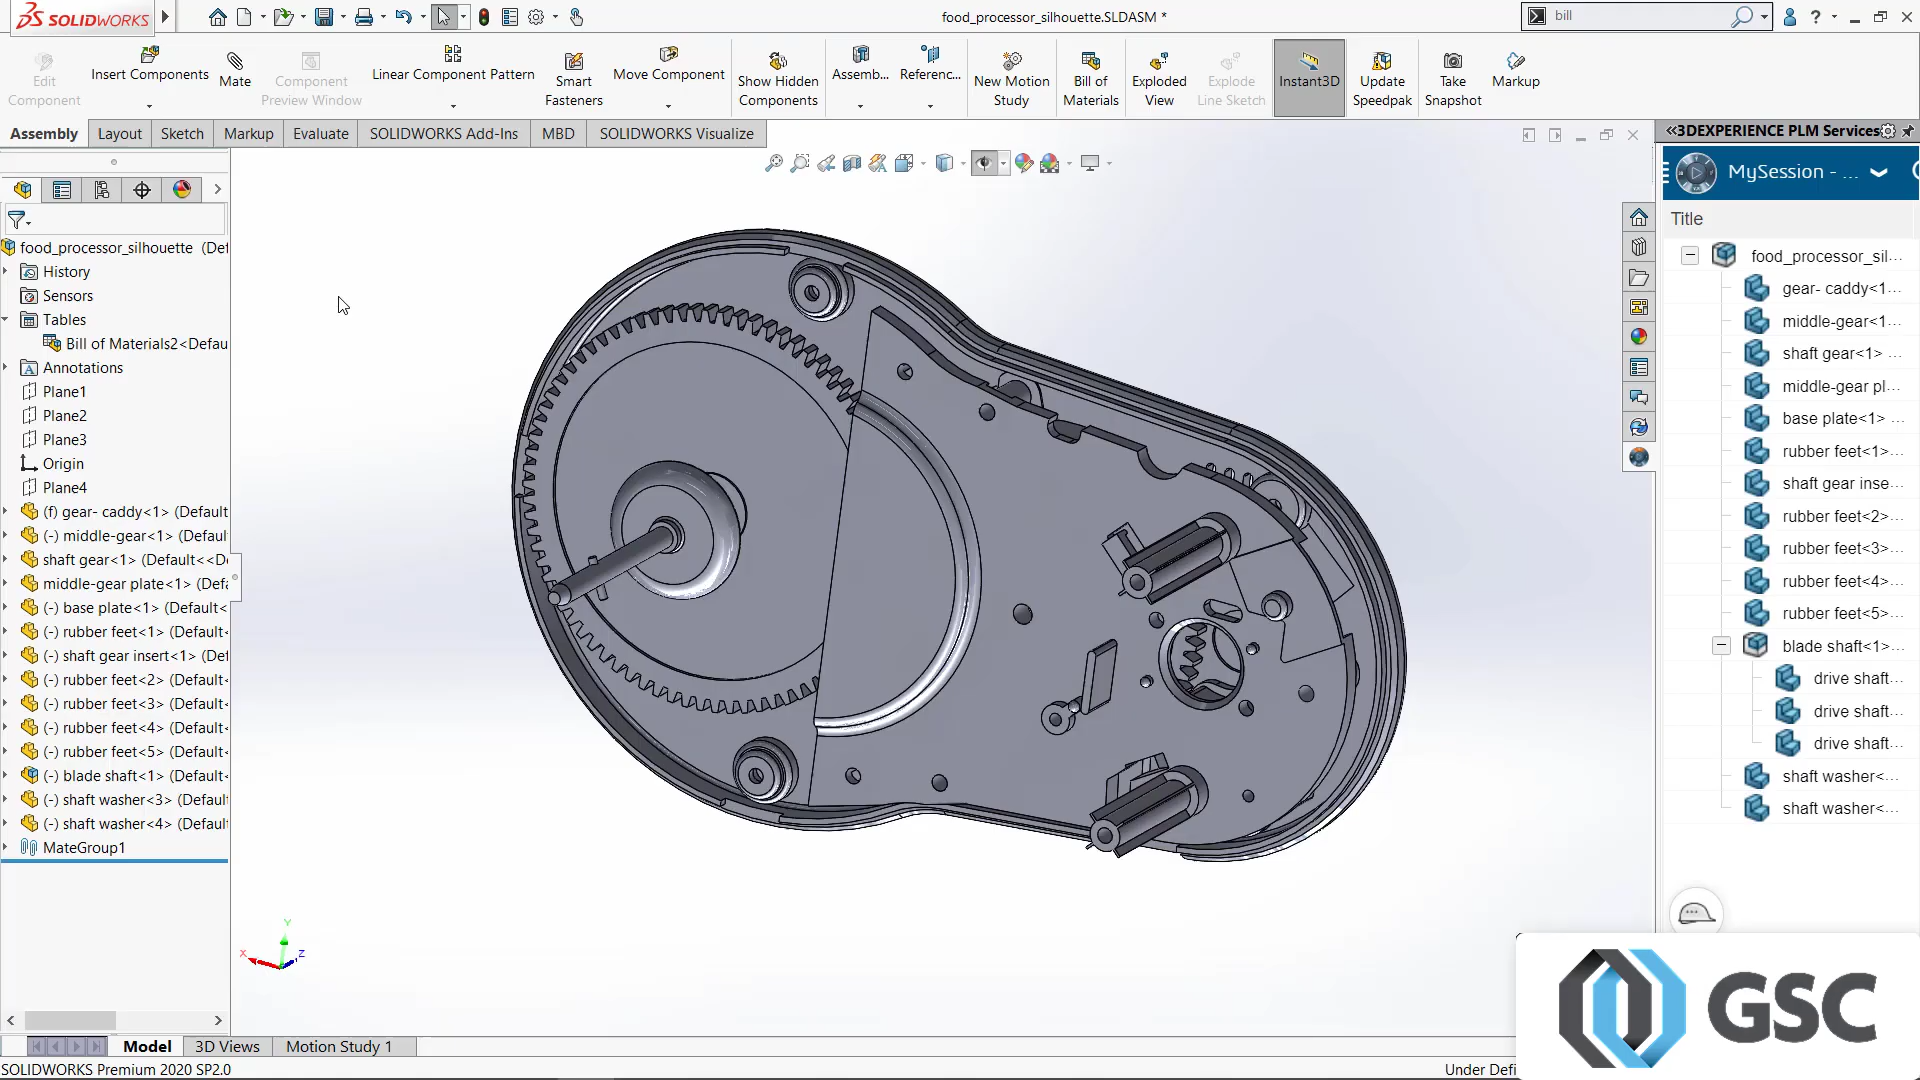 SOLIDWORKS
food_processor_silhouette.SLDASM *
bill
Edit
Component
Insert Components
Mate
Component
Preview Window
Linear Component Pattern
Smart
Fasteners
Move Component
Show Hidden
Components
Assemb...
Referenc...
New Motion
Study
Bill of
Materials
Exploded
View
Explode
Line Sketch
Instant3D
Update
Speedpak
Take
Snapshot
Markup
Assembly
Layout
Sketch
Markup
Evaluate
SOLIDWORKS Add-Ins
MBD
SOLIDWORKS Visualize
food_processor_silhouette (Def
History
Sensors
Tables
Bill of Materials2<Defau
Annotations
Plane1
Plane2
Plane3
Origin
Plane4
(f) gear- caddy<1> (Default
(-) middle-gear<1> (Defaul
shaft gear<1> (Default<<De
middle-gear plate<1> (Defa
(-) base plate<1> (Default<
(-) rubber feet<1> (Default<
(-) shaft gear insert<1> (Def
(-) rubber feet<2> (Default<
(-) rubber feet<3> (Default<
(-) rubber feet<4> (Default<
(-) rubber feet<5> (Default<
(-) blade shaft<1> (Default<
(-) shaft washer<3> (Defaul
(-) shaft washer<4> (Defaul
MateGroup1
Y
X
Z
Model
3D Views
Motion Study 1
SOLIDWORKS Premium 2020 SP2.0
Under Defi
3DEXPERIENCE PLM Services
MySession - ...
Title
food_processor_sil...
gear- caddy<1...
middle-gear<1...
shaft gear<1> ...
middle-gear pl...
base plate<1> ...
rubber feet<1>...
shaft gear inse...
rubber feet<2>...
rubber feet<3>...
rubber feet<4>...
rubber feet<5>...
blade shaft<1>...
drive shaft...
drive shaft...
drive shaft...
shaft washer<...
shaft washer<...
GSC